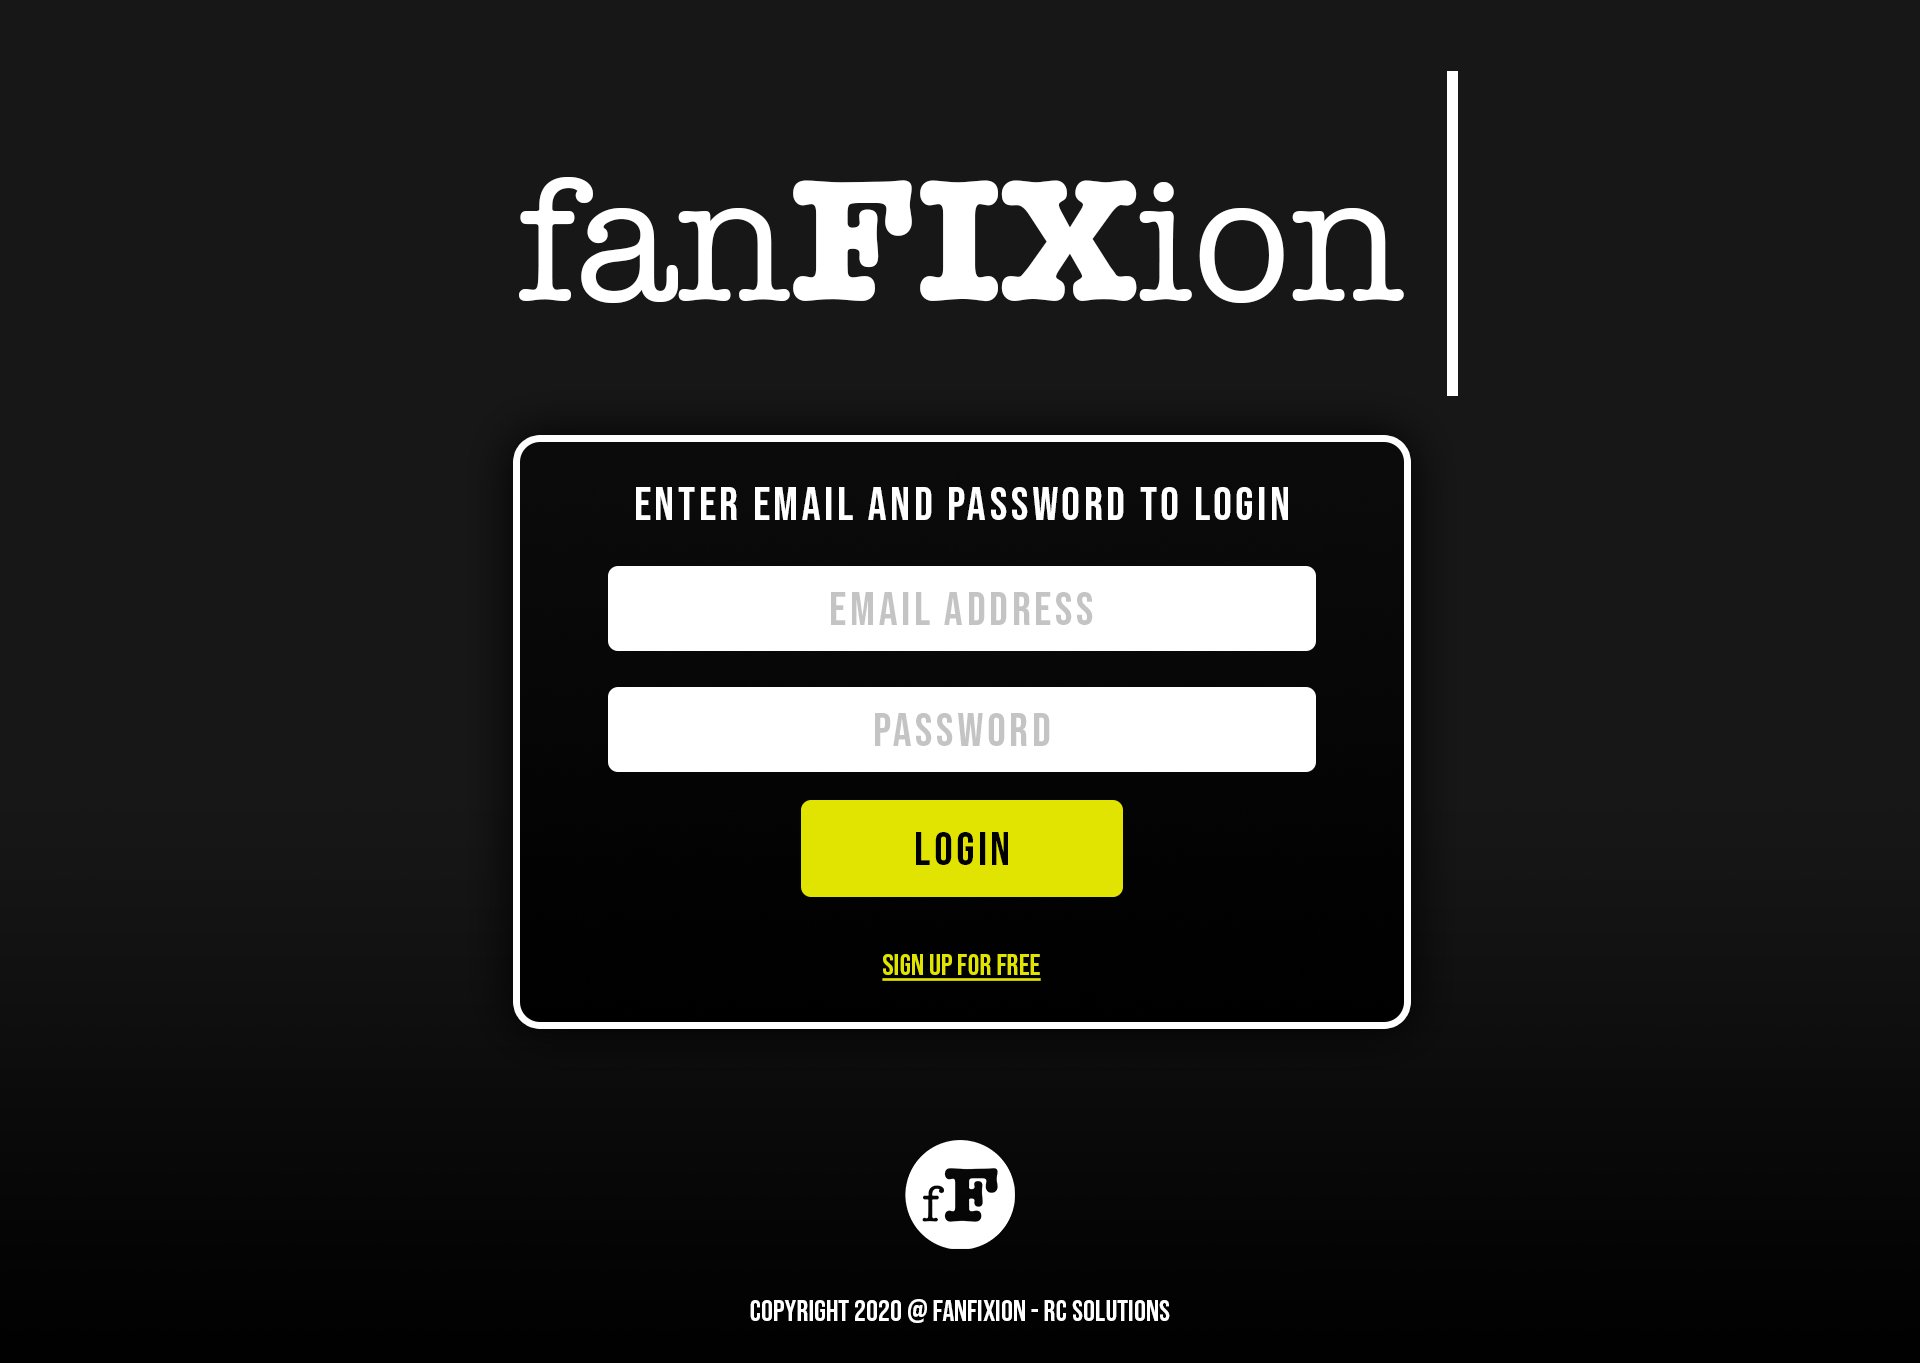 fanFIXion
ENTER EMAIL AND PASSWORD TO LOGIN
EMAIL ADDRESS
PASSWORD
LOGIN
SIGN UP FOR FREE
fF
COPYRIGHT 2020 @ FANFIXION - RC SOLUTIONS